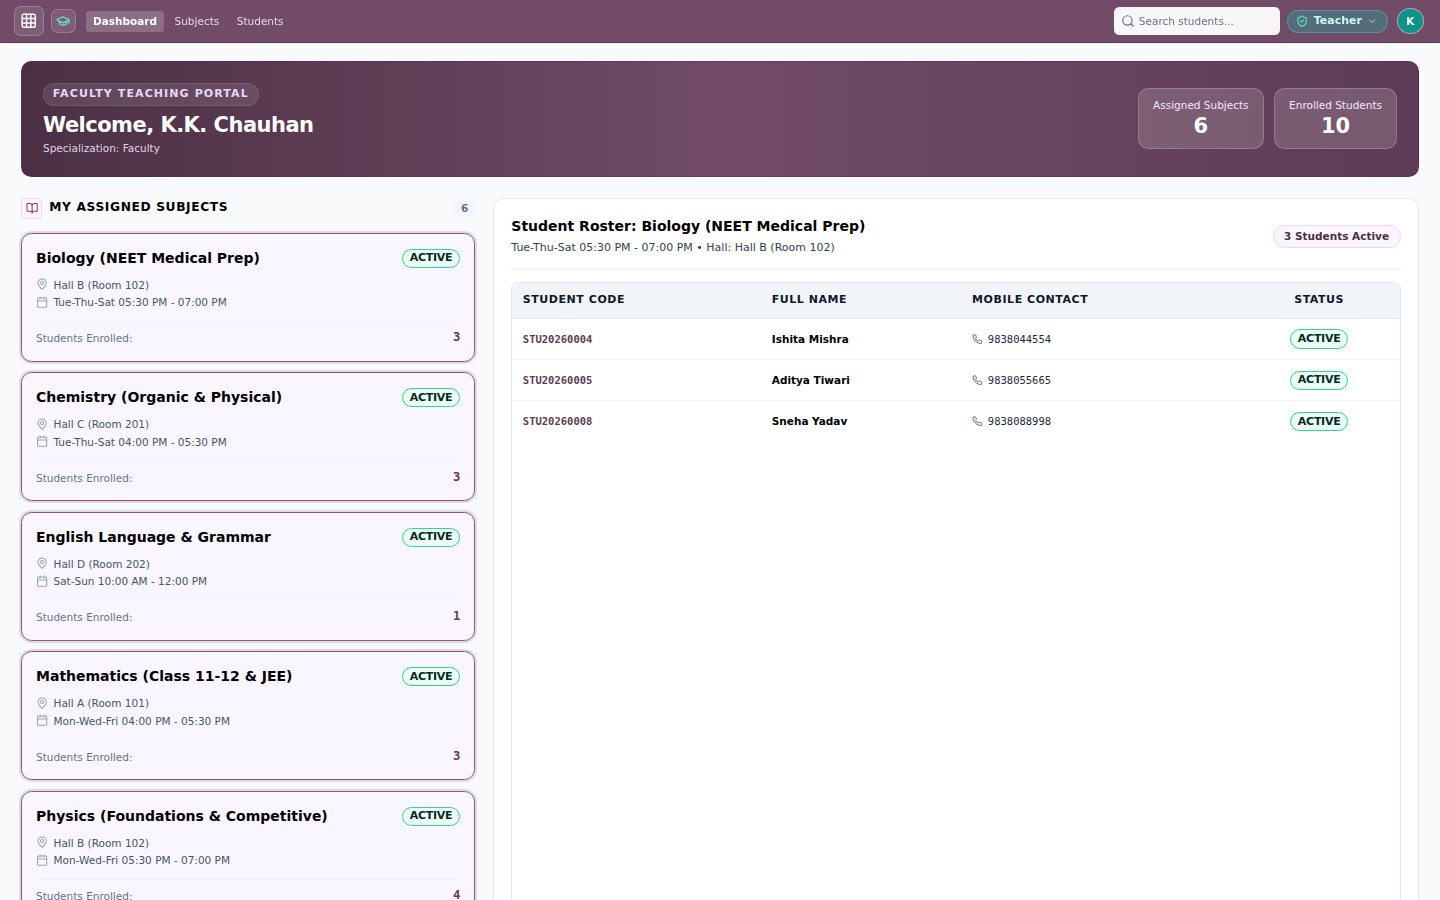 Dashboard
Subjects
Students
Search students...
Teacher
K
FACULTY TEACHING PORTAL
Welcome, K.K. Chauhan
Specialization: Faculty
Assigned Subjects
6
Enrolled Students
10
MY ASSIGNED SUBJECTS
6
Biology (NEET Medical Prep)
ACTIVE
Hall B (Room 102)
Tue-Thu-Sat 05:30 PM - 07:00 PM
Students Enrolled:
3
Chemistry (Organic & Physical)
ACTIVE
Hall C (Room 201)
Tue-Thu-Sat 04:00 PM - 05:30 PM
Students Enrolled:
3
English Language & Grammar
ACTIVE
Hall D (Room 202)
Sat-Sun 10:00 AM - 12:00 PM
Students Enrolled:
1
Mathematics (Class 11-12 & JEE)
ACTIVE
Hall A (Room 101)
Mon-Wed-Fri 04:00 PM - 05:30 PM
Students Enrolled:
3
Physics (Foundations & Competitive)
ACTIVE
Hall B (Room 102)
Mon-Wed-Fri 05:30 PM - 07:00 PM
Students Enrolled:
4
Student Roster: Biology (NEET Medical Prep)
Tue-Thu-Sat 05:30 PM - 07:00 PM • Hall: Hall B (Room 102)
3 Students Active
STUDENT CODE FULL NAME MOBILE CONTACT STATUS
STU20260004 Ishita Mishra 9838044554 ACTIVE
STU20260005 Aditya Tiwari 9838055665 ACTIVE
STU20260008 Sneha Yadav 9838088998 ACTIVE